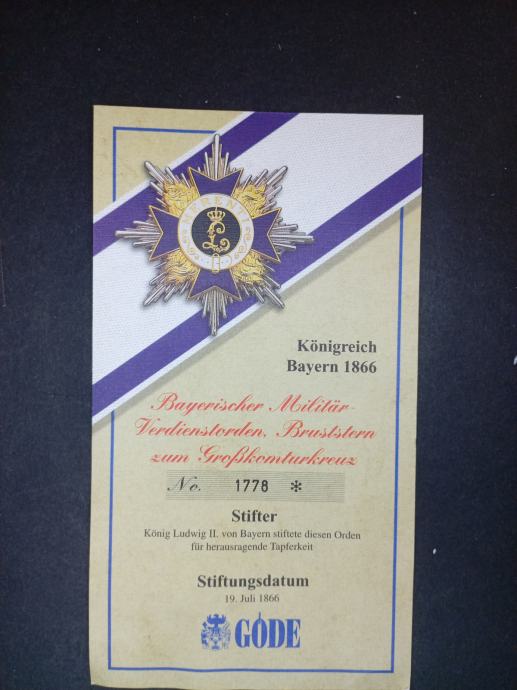 MERENTI
L
Königreich
Bayern 1866
Bayerischer Militär-
Verdienstorden, Bruststern
zum Großkomturkreuz
No. 1778 *
Stifter
König Ludwig II. von Bayern stiftete diesen Orden
für herausragende Tapferkeit
Stiftungsdatum
19. Juli 1866
GÖDE